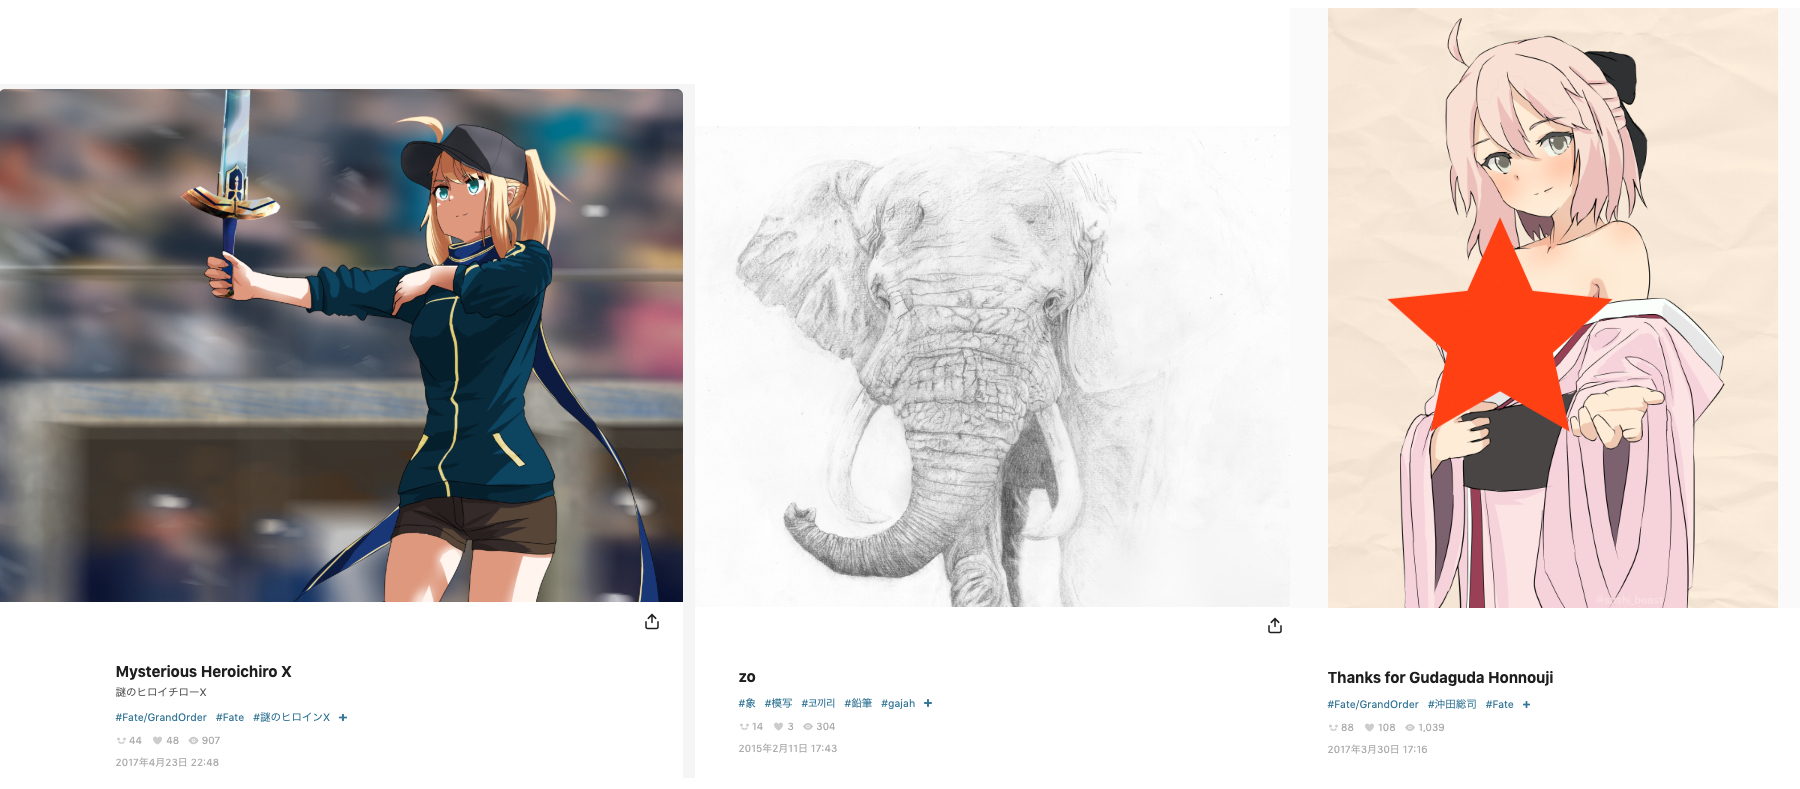 Mysterious Heroichiro X
謎のヒロイチローX
#Fate/GrandOrder #Fate #謎のヒロインX +
44 48 907
2017年4月23日 22:48
zo
#象 #模写 #코끼리 #鉛筆 #gajah +
14 3 304
2015年2月11日 17:43
Thanks for Gudaguda Honnouji
#Fate/GrandOrder #沖田総司 #Fate +
88 108 1,039
2017年3月30日 17:16